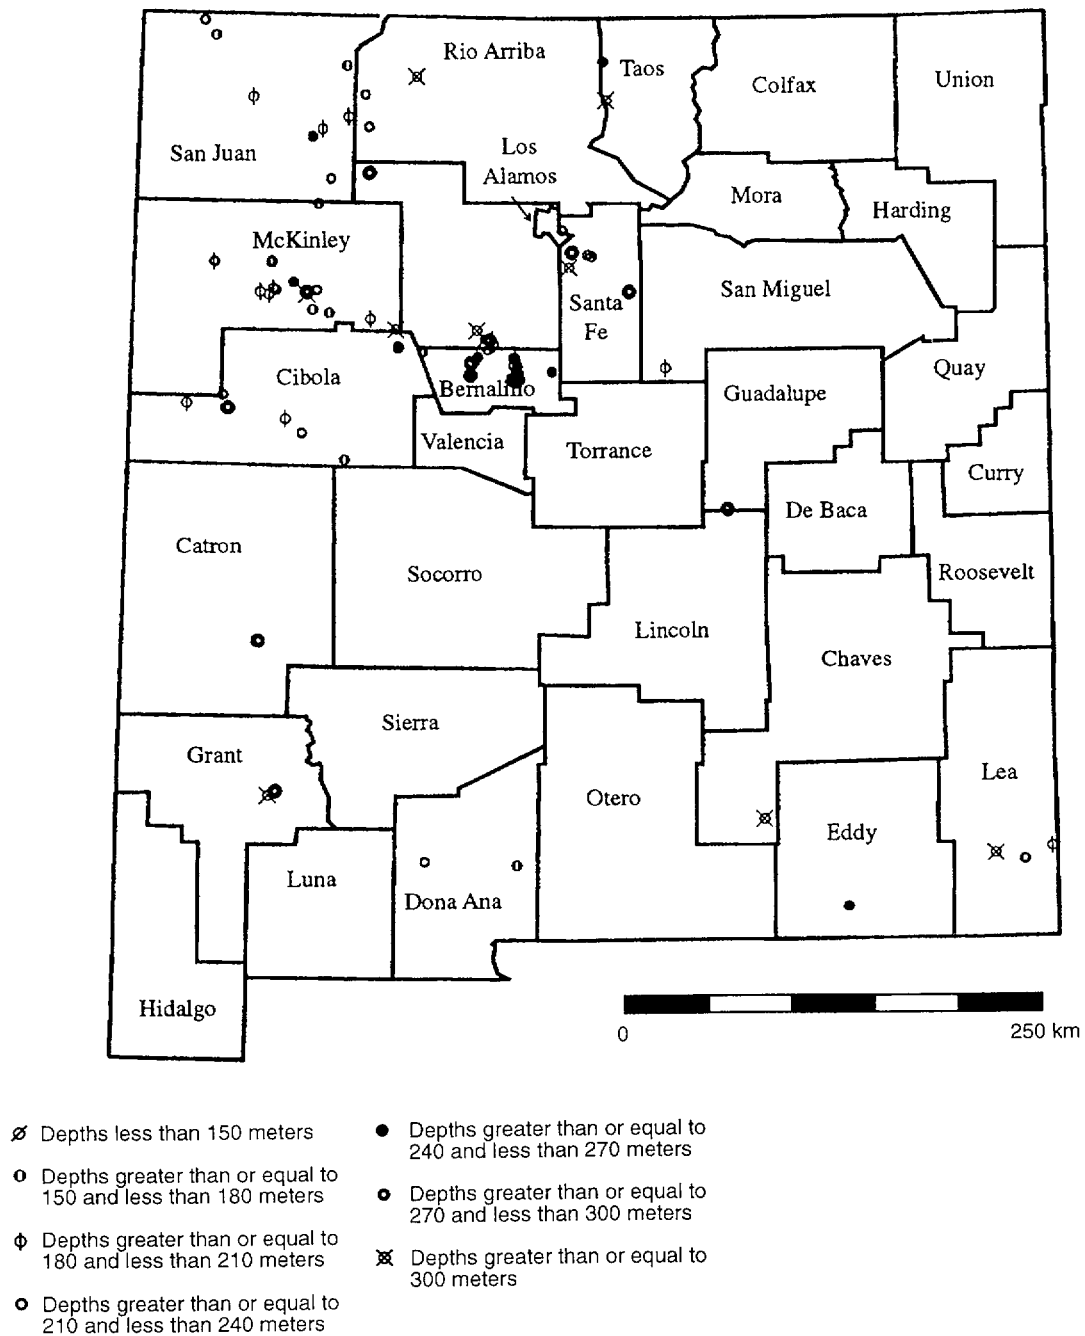 Rio Arriba
Taos
Colfax
Union
San Juan
Los
Alamos
Mora
Harding
McKinley
Santa
Fe
San Miguel
Cibola
Bernalillo
Guadalupe
Quay
Valencia
Torrance
Curry
De Baca
Catron
Socorro
Roosevelt
Lincoln
Chaves
Sierra
Grant
Lea
Otero
Eddy
Luna
Dona Ana
Hidalgo
0
250 km
Depths less than 150 meters
Depths greater than or equal to
150 and less than 180 meters
Depths greater than or equal to
180 and less than 210 meters
Depths greater than or equal to
210 and less than 240 meters
Depths greater than or equal to
240 and less than 270 meters
Depths greater than or equal to
270 and less than 300 meters
Depths greater than or equal to
300 meters